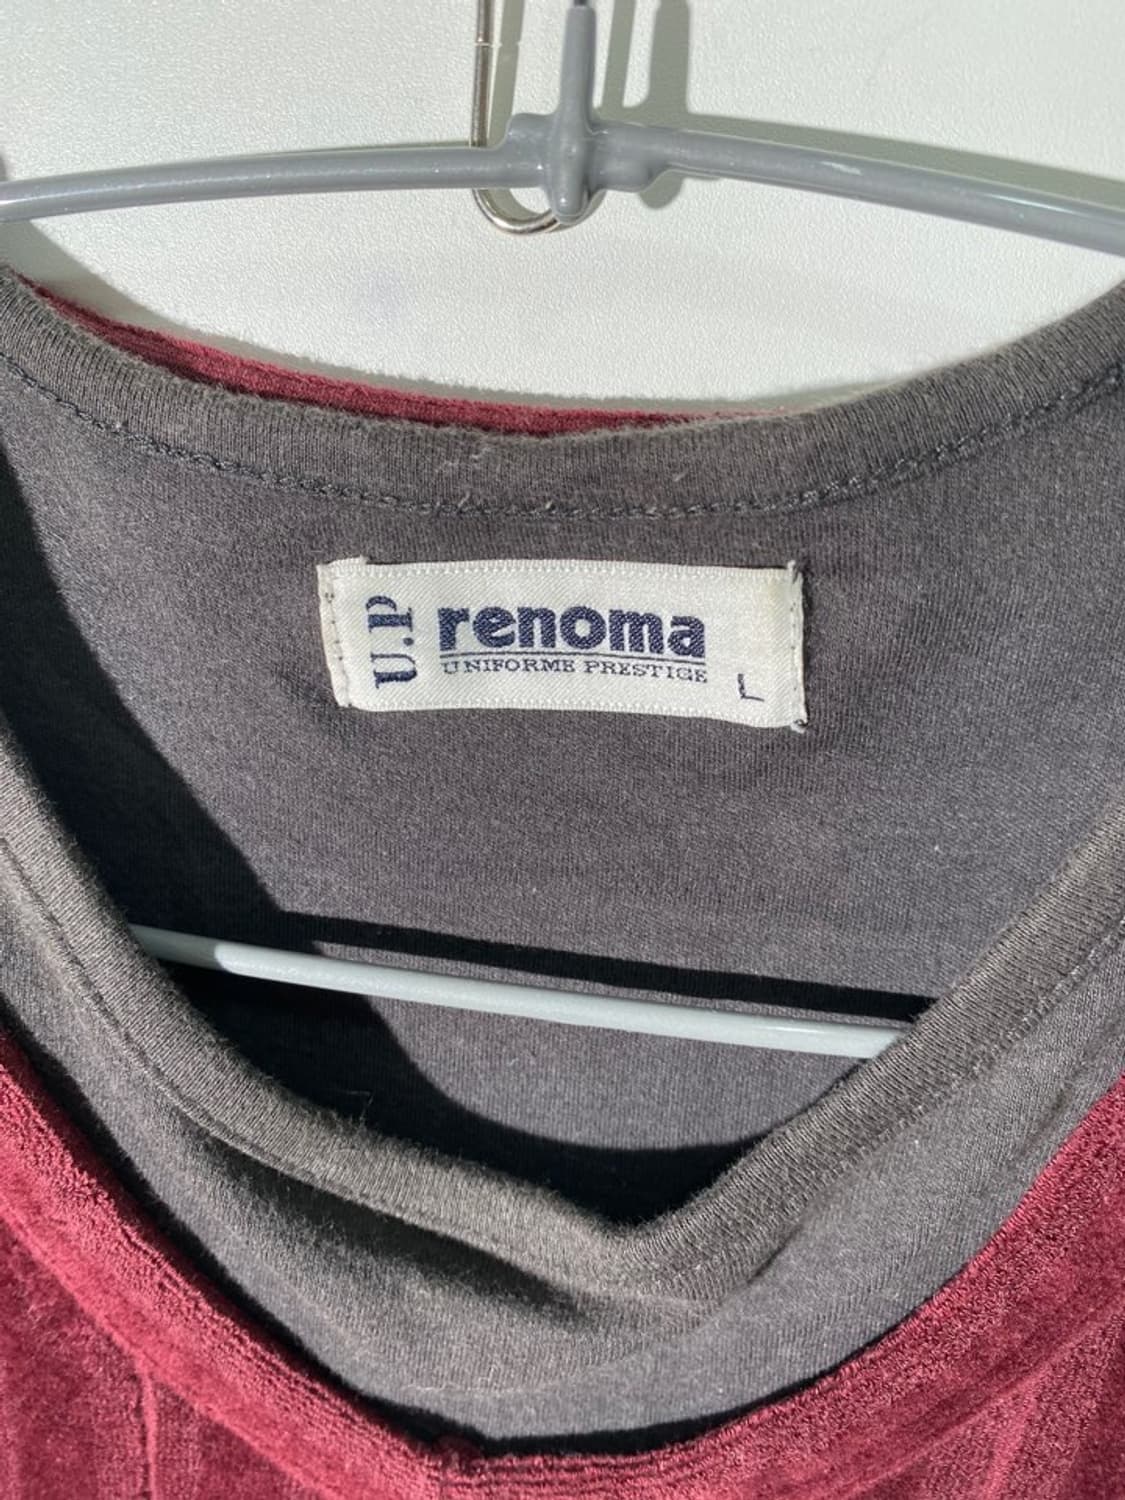 U.P
renoma
UNIFORME PRESTIGE
L